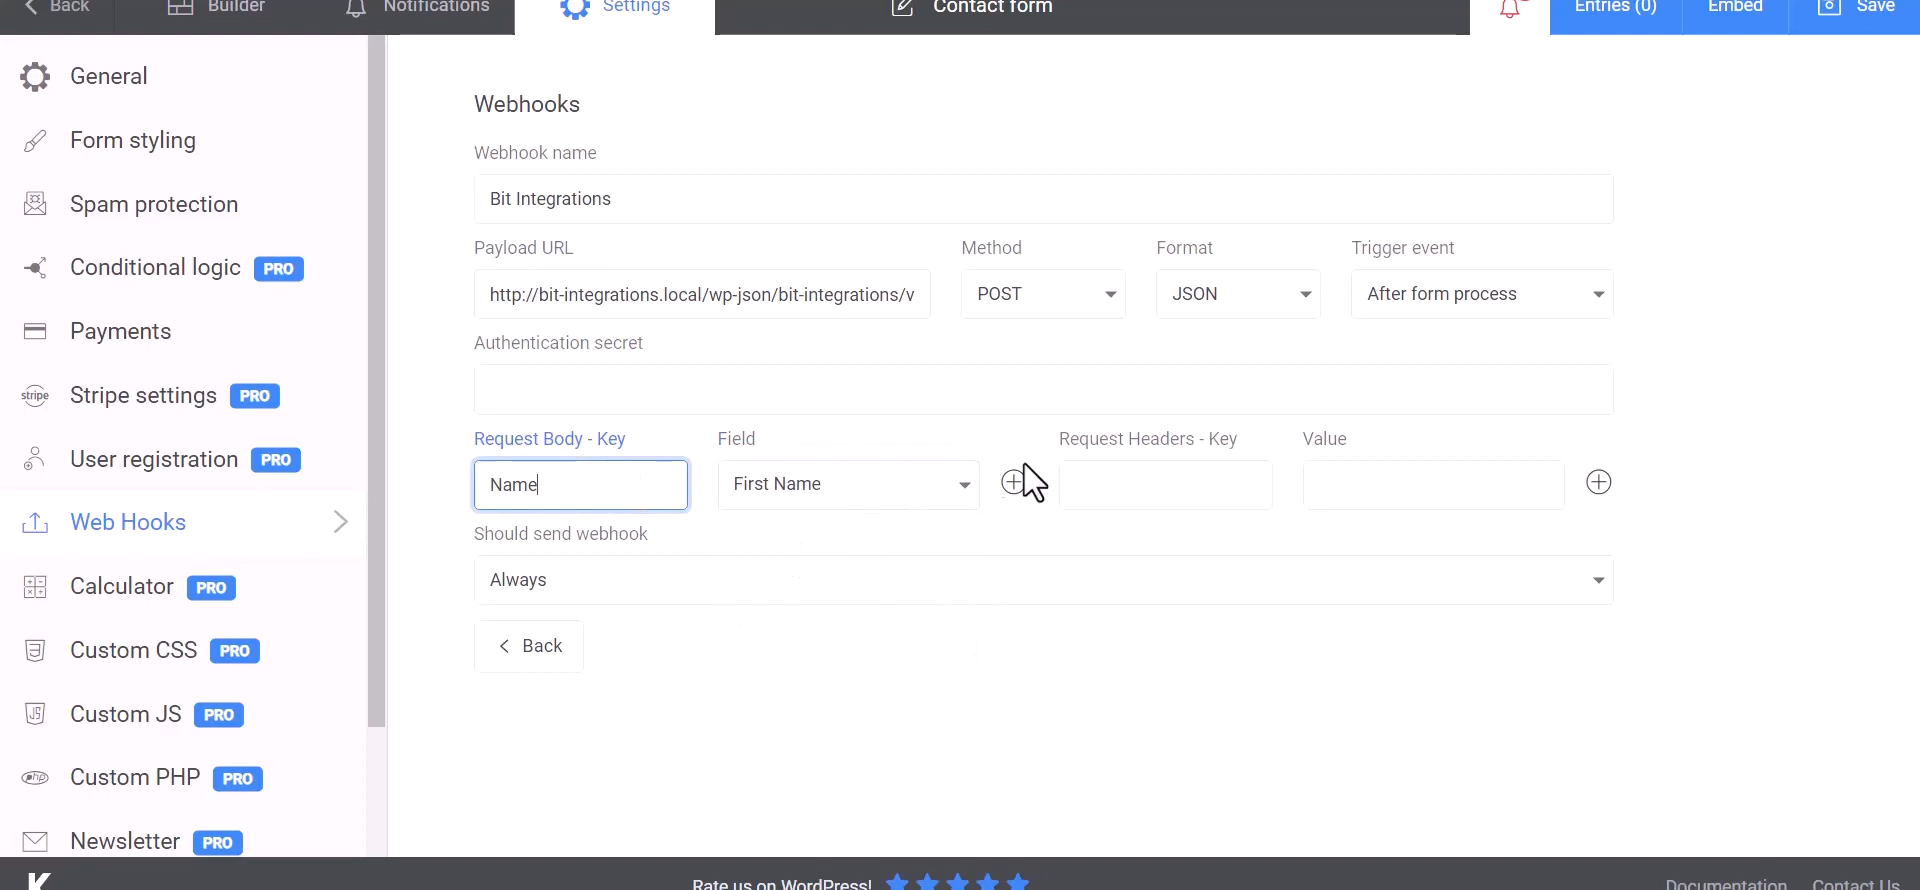 Back
Builder
Notifications
Settings
Contact form
Entries (0)
Embed
Save
General
Form styling
Spam protection
Conditional logic PRO
Payments
stripe Stripe settings PRO
User registration PRO
Web Hooks
Calculator PRO
Custom CSS PRO
JS Custom JS PRO
php Custom PHP PRO
Newsletter PRO
Webhooks
Webhook name
Bit Integrations
Payload URL Method Format Trigger event
http://bit-integrations.local/wp-json/bit-integrations/v POST JSON After form process
Authentication secret
Request Body - Key Field Request Headers - Key Value
Name First Name
Should send webhook
Always
Back
Rate us on WordPress!
Documentation Contact Us